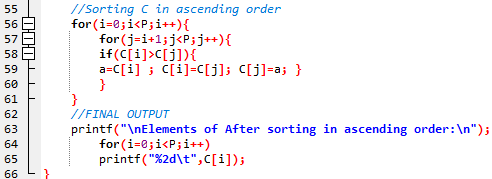 55 //Sorting C in ascending order
56 for(i=0;i<P;i++){
57 for(j=i+1;j<P;j++){
58 if(C[i]>C[j]){
59 a=C[i] ; C[i]=C[j]; C[j]=a; }
60 }
61 }
62 //FINAL OUTPUT
63 printf("\nElements of After sorting in ascending order:\n");
64 for(i=0;i<P;i++)
65 printf("%2d\t",C[i]);
66 }